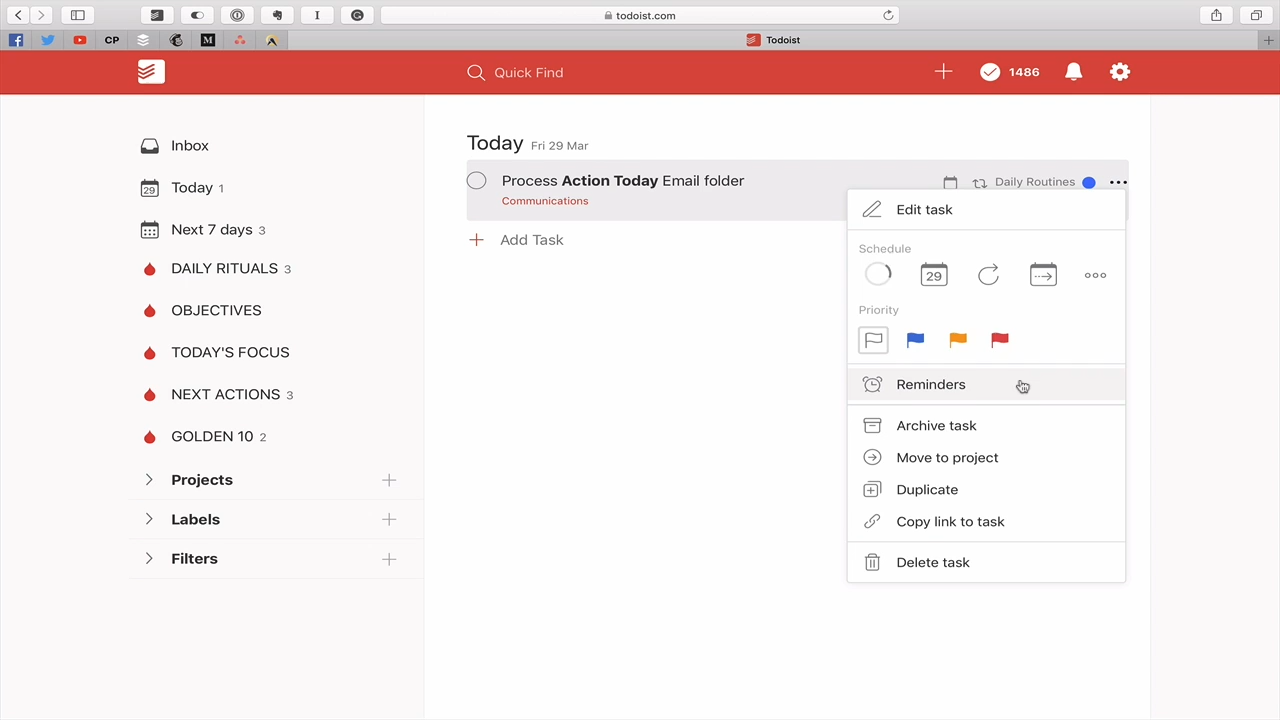 todoist.com
CP
M
Todoist
Quick Find
1486
Inbox
29
Today 1
Next 7 days 3
DAILY RITUALS 3
OBJECTIVES
TODAY'S FOCUS
NEXT ACTIONS 3
GOLDEN 10 2
Projects
Labels
Filters
Today Fri 29 Mar
Process Action Today Email folder
Daily Routines
Communications
Add Task
Edit task
Schedule
29
Priority
Reminders
Archive task
Move to project
Duplicate
Copy link to task
Delete task